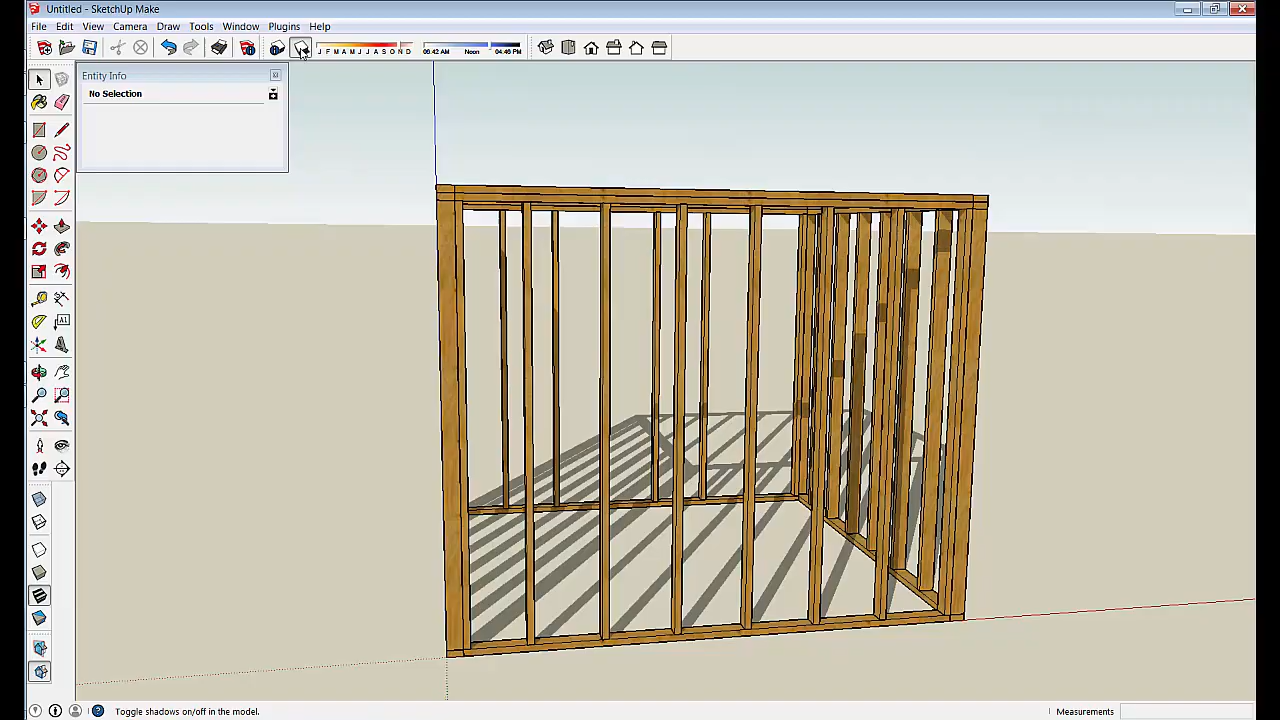 Untitled - SketchUp Make
File Edit View Camera Draw Tools Window Plugins Help
J F M A M J J A S O N D 06:42 AM Noon 04:46 PM
Entity Info
No Selection
A1
Toggle shadows on/off in the model.
Measurements